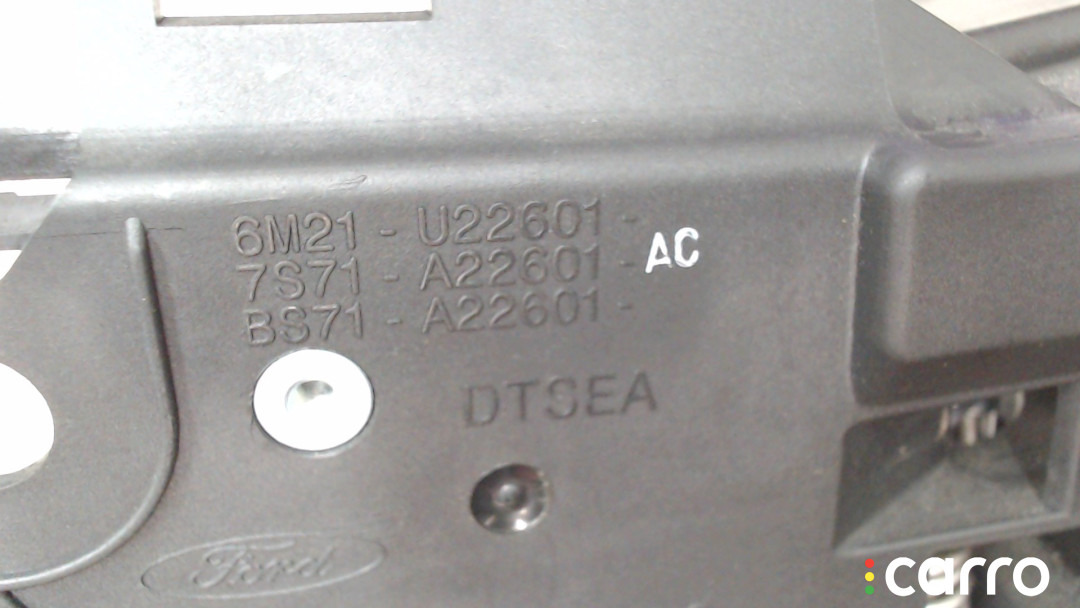 6M21 - U22601 -
7S71 - A22601 - AC
BS71 - A22601 -
DTSEA
Ford
carro